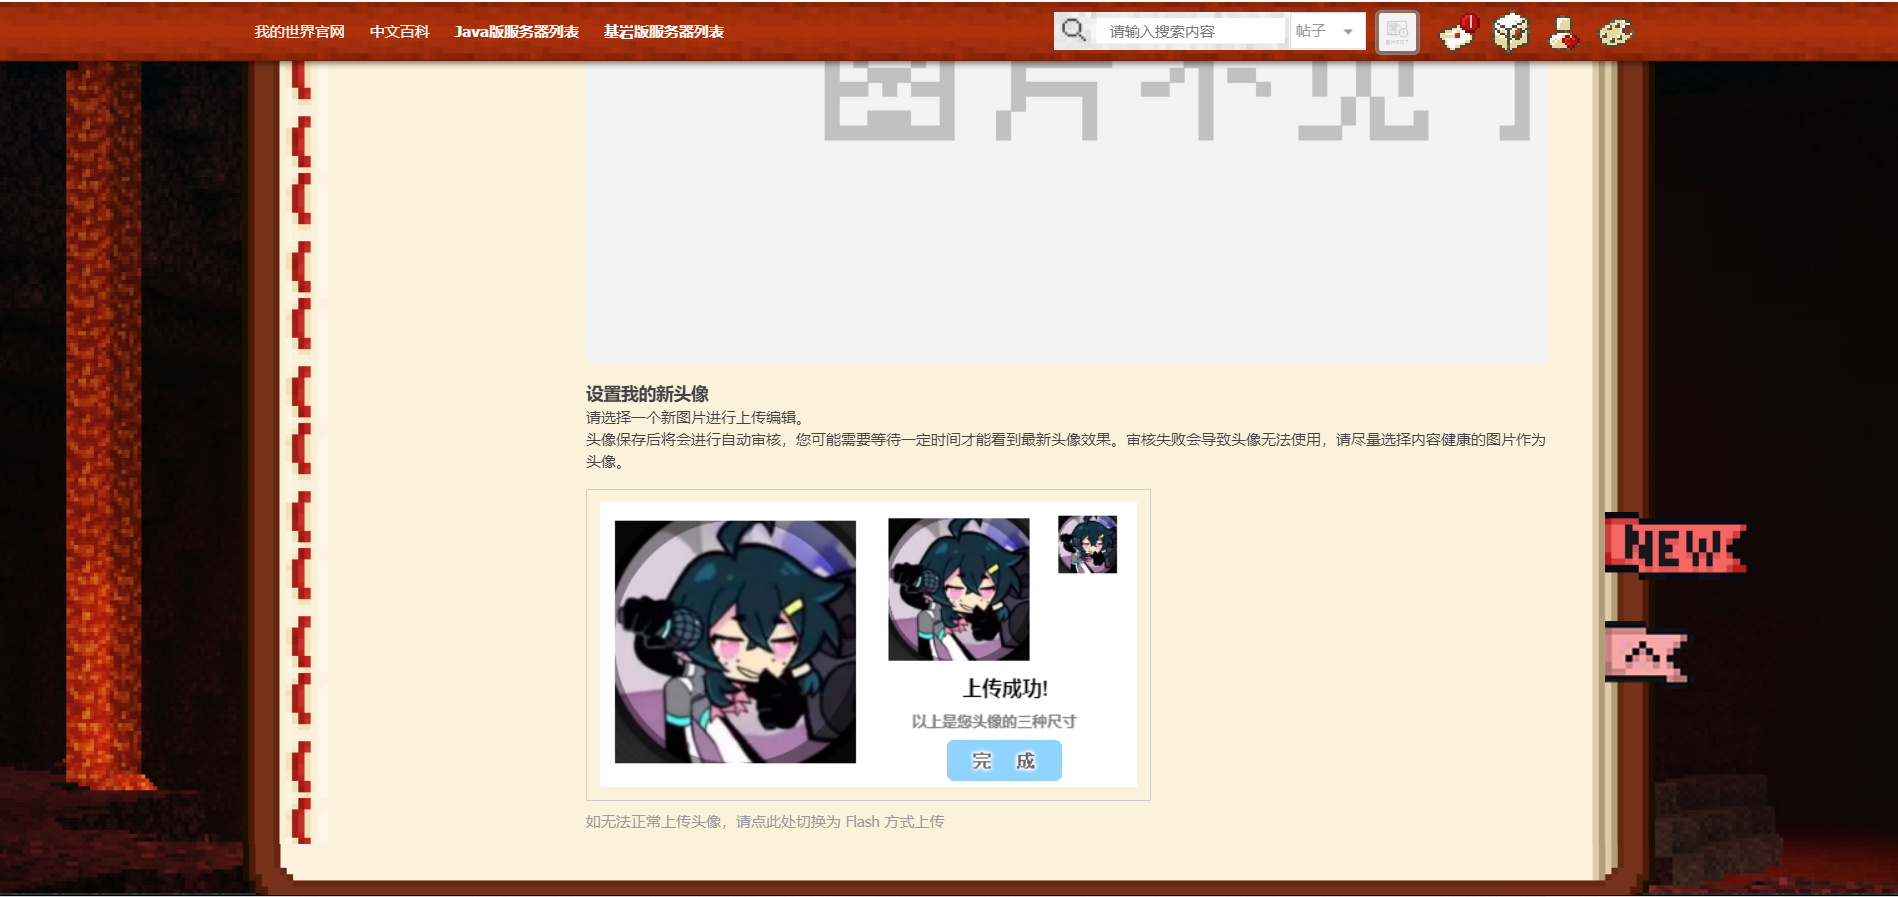 我的世界官网 中文百科 Java版服务器列表 基岩版服务器列表 请输入搜索内容 帖子
图片不见了
设置我的新头像
请选择一个新图片进行上传编辑。
头像保存后将会进行自动审核，您可能需要等待一定时间才能看到最新头像效果。审核失败会导致头像无法使用，请尽量选择内容健康的图片作为
头像。
NEW
上传成功!
以上是您头像的三种尺寸
完 成
如无法正常上传头像，请点此处切换为 Flash 方式上传